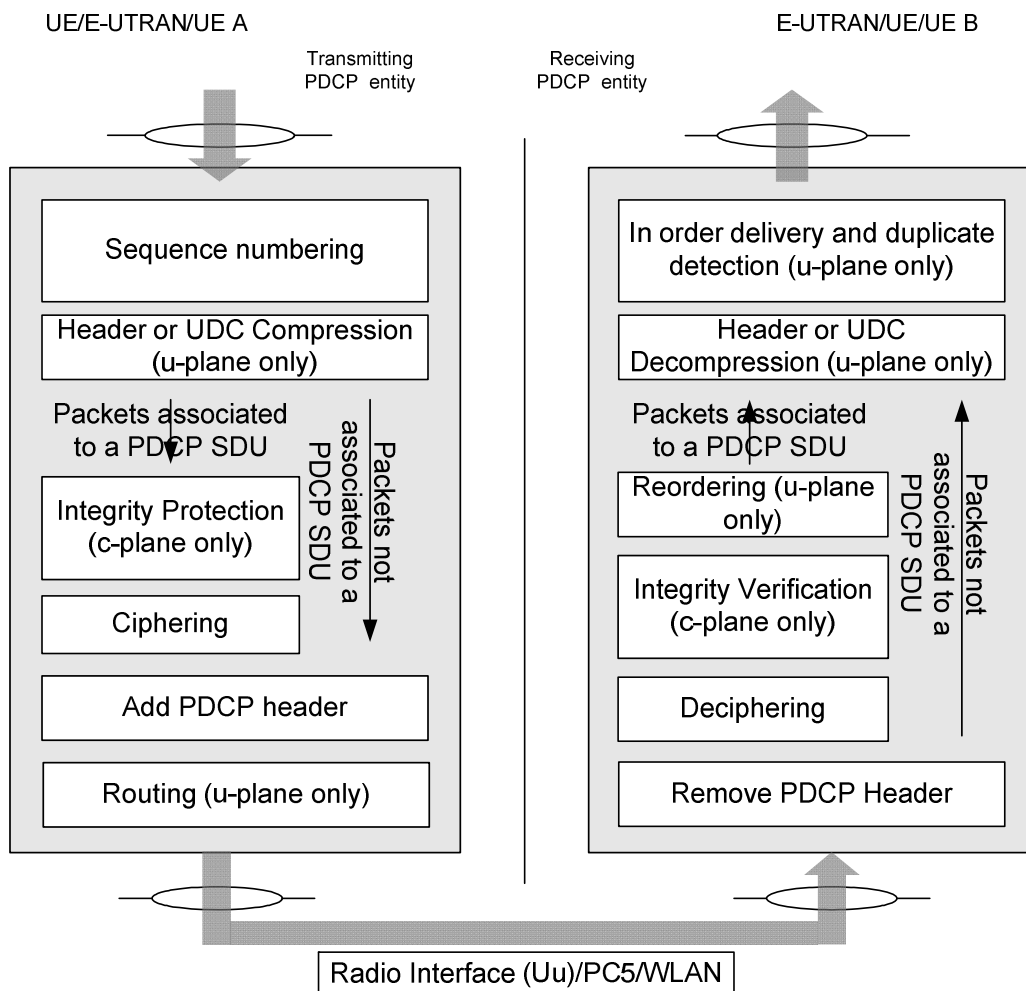 UE/E-UTRAN/UE A
E-UTRAN/UE/UE B
Transmitting
PDCP entity
Receiving
PDCP entity
Sequence numbering
Header or UDC Compression
(u-plane only)
Packets associated
to a PDCP SDU
Packets not
associated to a
PDCP SDU
Integrity Protection
(c-plane only)
Ciphering
Add PDCP header
Routing (u-plane only)
In order delivery and duplicate
detection (u-plane only)
Header or UDC
Decompression (u-plane only)
Packets associated
to a PDCP SDU
Packets not
associated to a
PDCP SDU
Reordering (u-plane
only)
Integrity Verification
(c-plane only)
Deciphering
Remove PDCP Header
Radio Interface (Uu)/PC5/WLAN